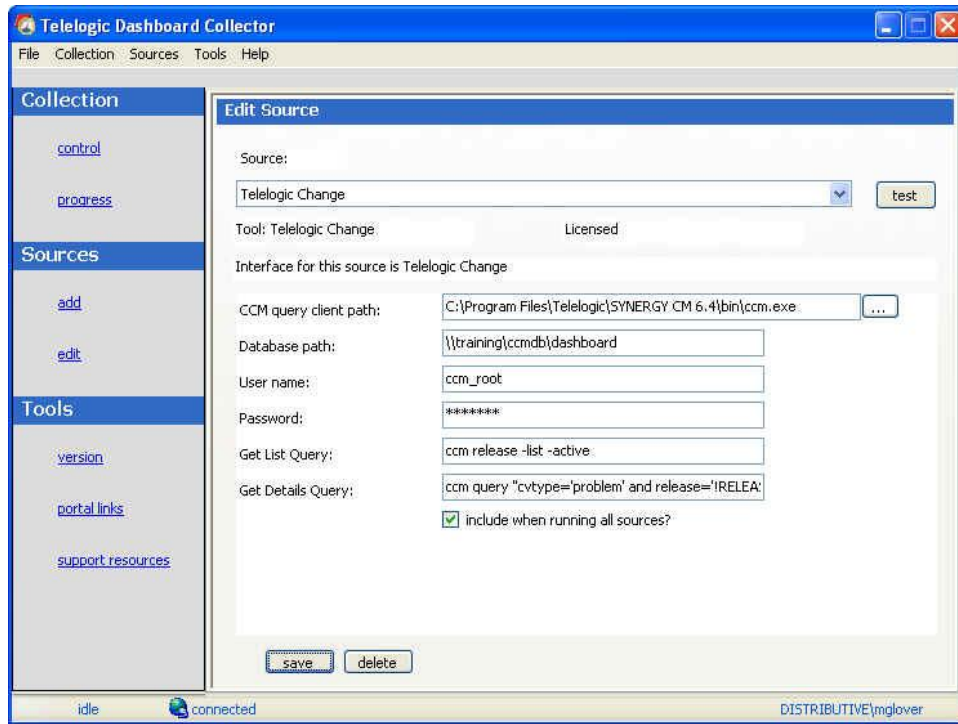 Telelogic Dashboard Collector
File Collection Sources Tools Help
Collection
control
progress
Sources
add
edit
Tools
version
portal links
support resources
Edit Source
Source:
Telelogic Change
test
Tool: Telelogic Change Licensed
Interface for this source is Telelogic Change
CCM query client path: C:\Program Files\Telelogic\SYNERGY CM 6.4\bin\ccm.exe ...
Database path: \\training\ccmdb\dashboard
User name: ccm_root
Password: *******
Get List Query: ccm release -list -active
Get Details Query: ccm query "cvtype='problem' and release='!RELEA
include when running all sources?
save delete
idle connected DISTRIBUTIVE\mglover